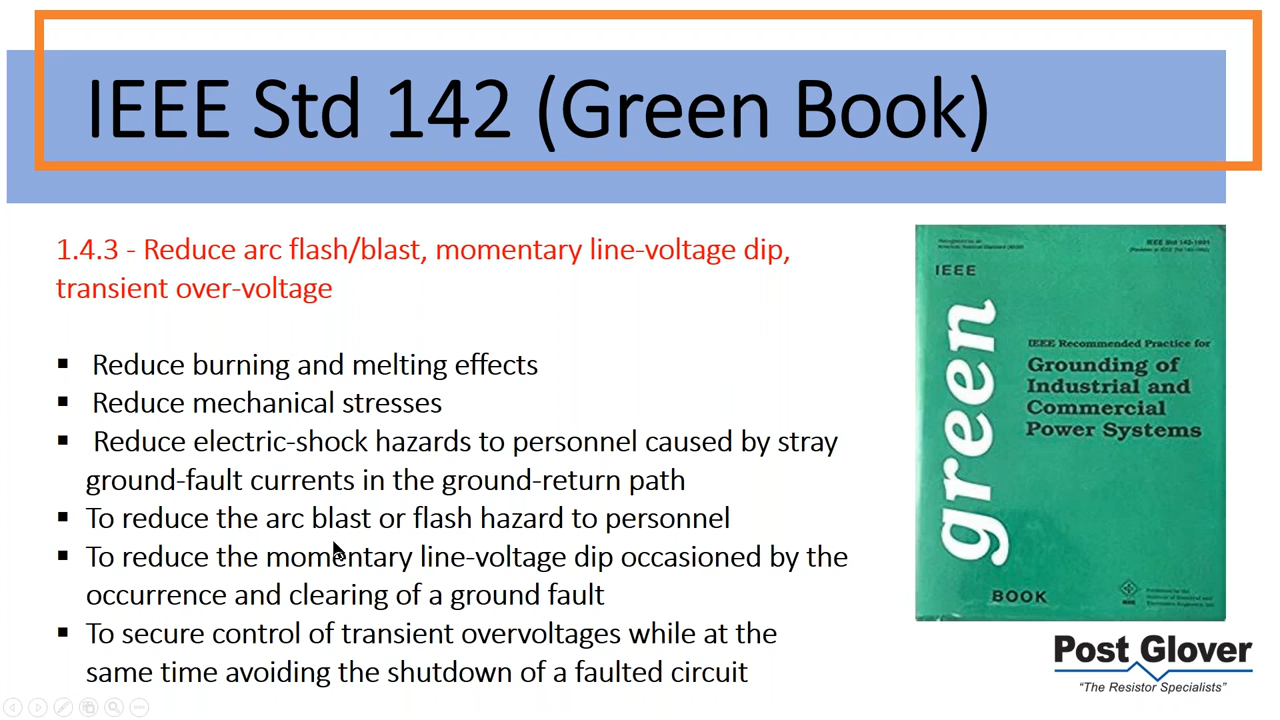 IEEE Std 142 (Green Book)
1.4.3 - Reduce arc flash/blast, momentary line-voltage dip,
transient over-voltage
▪ Reduce burning and melting effects
▪ Reduce mechanical stresses
▪ Reduce electric-shock hazards to personnel caused by stray
ground-fault currents in the ground-return path
▪ To reduce the arc blast or flash hazard to personnel
▪ To reduce the momentary line-voltage dip occasioned by the
occurrence and clearing of a ground fault
▪ To secure control of transient overvoltages while at the
same time avoiding the shutdown of a faulted circuit
IEEE Std 142-1991
IEEE
green
IEEE Recommended Practice for
Grounding of
Industrial and
Commercial
Power Systems
BOOK
Post Glover
“The Resistor Specialists”